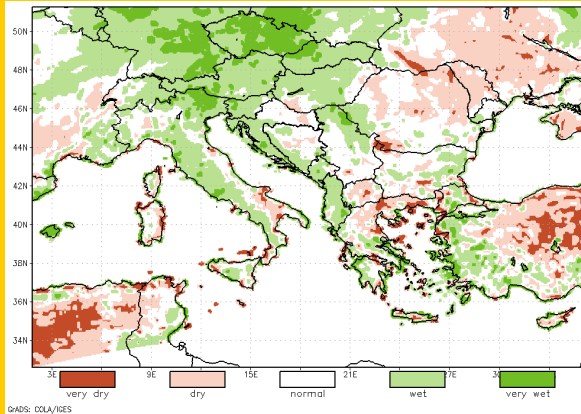 50N
48N
46N
44N
42N
40N
38N
36N
34N
3E 9E 15E 21E 27E
very dry dry normal wet very wet
GrADS: COLA/IGES